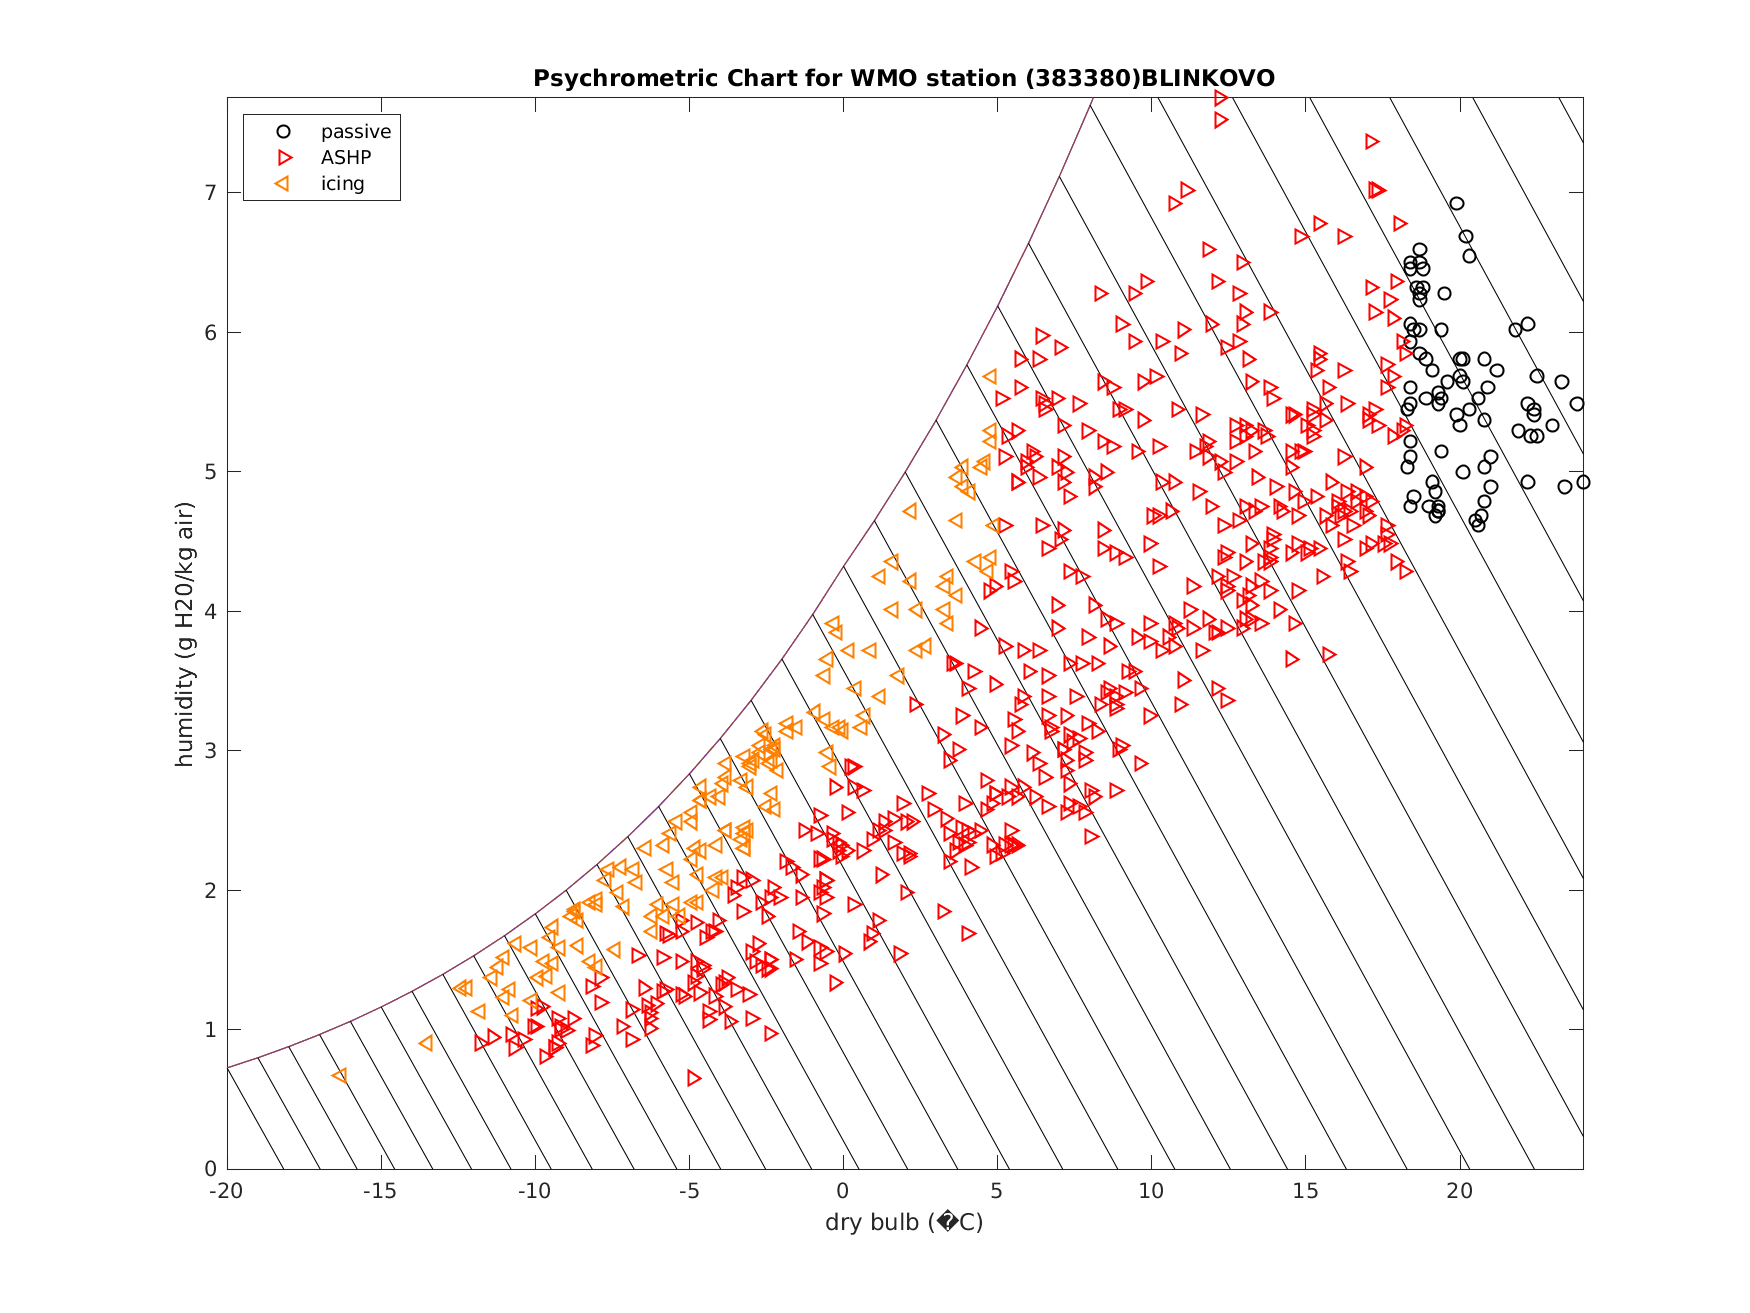 Psychrometric Chart for WMO station (383380)BLINKOVO
passive
ASHP
icing
humidity (g H20/kg air)
7
6
5
4
3
2
1
0
-20 -15 -10 -5 0 5 10 15 20
dry bulb (�C)